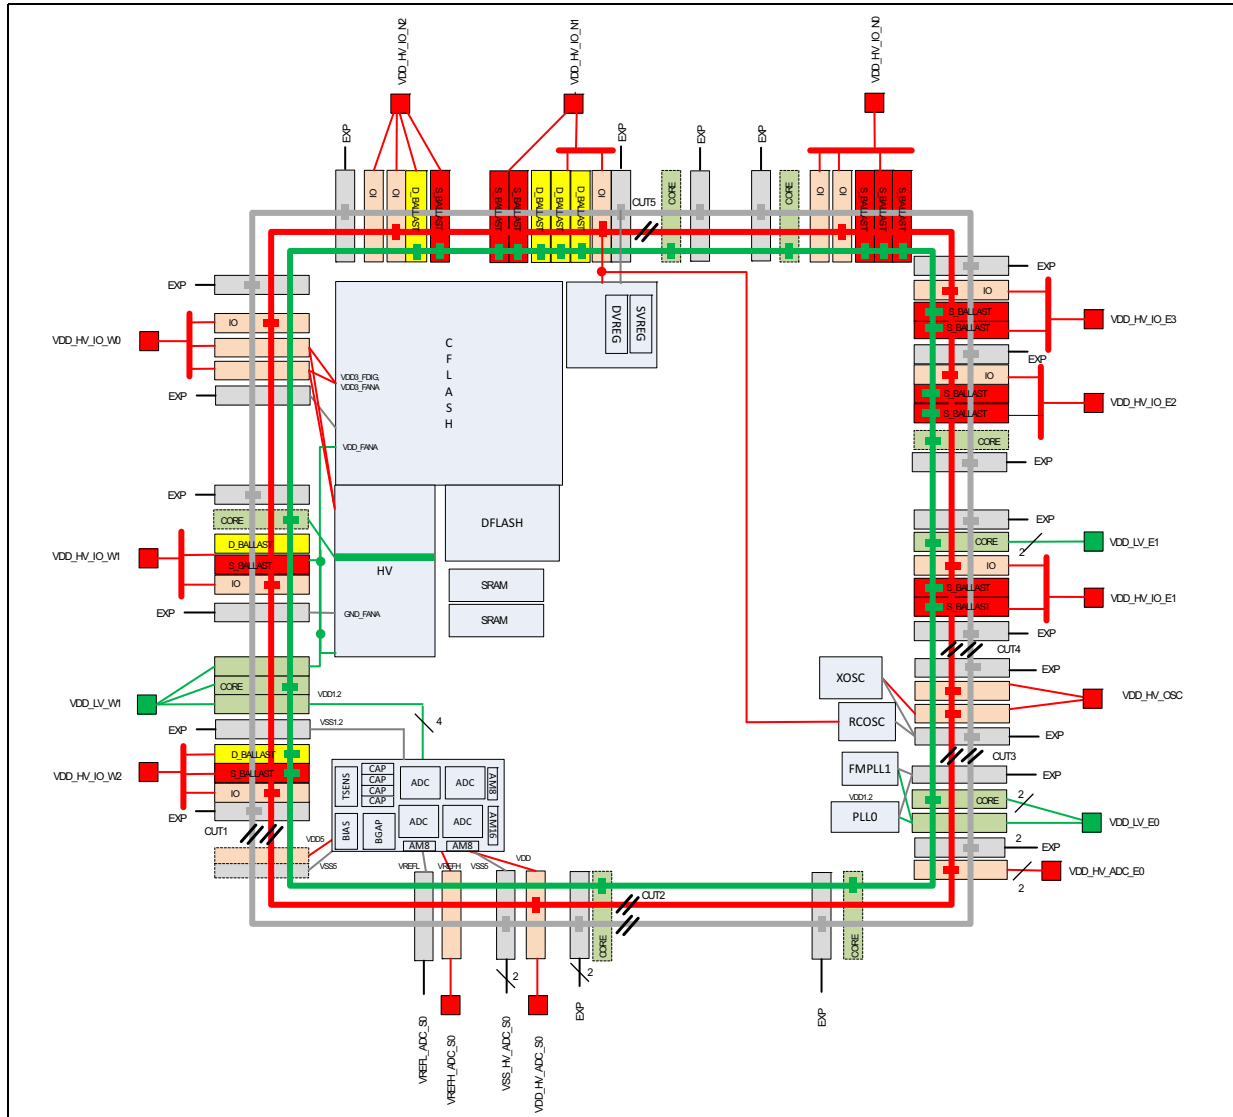 VDD_HV_IO_N2
VDD_HV_IO_N1
VDD_HV_IO_N0
EXP
EXP
EXP
EXP
IO
IO
D_BALLAST
S_BALLAST
S_BALLAST
S_BALLAST
D_BALLAST
D_BALLAST
D_BALLAST
IO
CORE
CORE
IO
IO
S_BALLAST
S_BALLAST
S_BALLAST
CUT5
EXP
IO
VDD_HV_IO_W0
EXP
VDD3_FDIG,
VDD3_FANA
VDD_FANA
CFLASH
DVREG
SVREG
EXP
IO
S_BALLAST
S_BALLAST
VDD_HV_IO_E3
EXP
IO
S_BALLAST
S_BALLAST
VDD_HV_IO_E2
CORE
EXP
EXP
CORE
D_BALLAST
S_BALLAST
IO
VDD_HV_IO_W1
EXP
GND_FANA
HV
DFLASH
SRAM
SRAM
EXP
CORE
2
VDD_LV_E1
IO
S_BALLAST
S_BALLAST
VDD_HV_IO_E1
EXP
CUT4
CORE
VDD_LV_W1
VDD1.2
EXP
VSS1.2
4
XOSC
RCOSC
EXP
VDD_HV_OSC
EXP
CUT3
D_BALLAST
S_BALLAST
IO
VDD_HV_IO_W2
EXP
CUT1
TSENS
CAP
CAP
CAP
CAP
ADC
ADC
AM8
BIAS
BGAP
ADC
ADC
AM16
AM8
AM8
VDD5
VSS5
VREFL
VREFH
VSS5
VDD
FMPLL1
VDD1.2
PLL0
EXP
CORE
2
VDD_LV_E0
2
EXP
2
VDD_HV_ADC_E0
CUT2
CORE
CORE
2
2
EXP
EXP
VREFL_ADC_S0
VREFH_ADC_S0
VSS_HV_ADC_S0
VDD_HV_ADC_S0